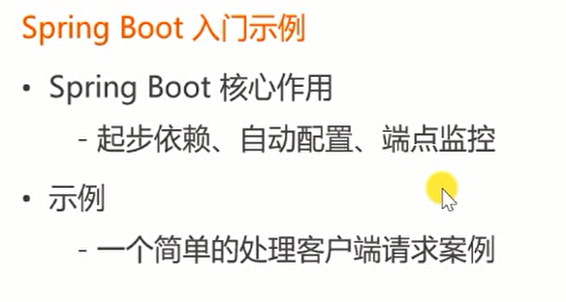 Spring Boot 入门示例
• Spring Boot 核心作用
- 起步依赖、自动配置、端点监控
• 示例
- 一个简单的处理客户端请求案例